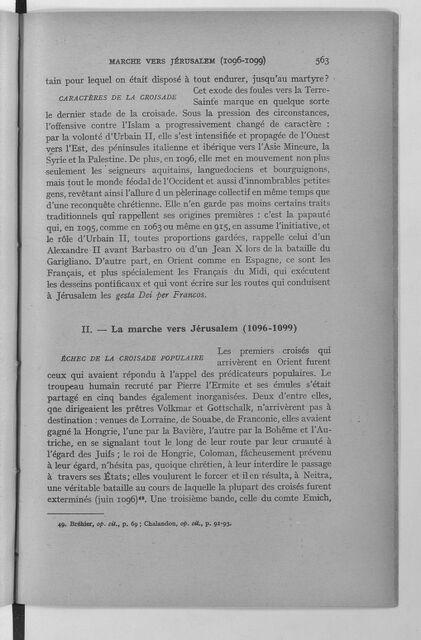 MARCHE VERS JÉRUSALEM (1096-1099) 563
tain pour lequel on était disposé à tout endurer, jusqu'au martyre?
CARACTÈRES DE LA CROISADE
Cet exode des foules vers la Terre-
Sainte marque en quelque sorte
le dernier stade de la croisade. Sous la pression des circonstances,
l'offensive contre l'Islam a progressivement changé de caractère :
par la volonté d'Urbain II, elle s'est intensifiée et propagée de l'Ouest
vers l'Est, des péninsules italienne et ibérique vers l'Asie Mineure, la
Syrie et la Palestine. De plus, en 1096, elle met en mouvement non plus
seulement les seigneurs aquitains, languedociens et bourguignons,
mais tout le monde féodal de l'Occident et aussi d'innombrables petites
gens, revêtant ainsi l'allure d'un pèlerinage collectif en même temps que
d'une reconquête chrétienne. Elle n'en garde pas moins certains traits
traditionnels qui rappellent ses origines premières : c'est la papauté
qui, en 1095, comme en 1063 ou même en 915, en assume l'initiative, et
le rôle d'Urbain II, toutes proportions gardées, rappelle celui d'un
Alexandre II avant Barbastro ou d'un Jean X lors de la bataille du
Garigliano. D'autre part, en Orient comme en Espagne, ce sont les
Français, et plus spécialement les Français du Midi, qui exécutent
les desseins pontificaux et qui vont écrire sur les routes qui conduisent
à Jérusalem les gesta Dei per Francos.
II. — La marche vers Jérusalem (1096-1099)
ÉCHEC DE LA CROISADE POPULAIRE
Les premiers croisés qui
arrivèrent en Orient furent
ceux qui avaient répondu à l'appel des prédicateurs populaires. Le
troupeau humain recruté par Pierre l'Ermite et ses émules s'était
partagé en cinq bandes également inorganisées. Deux d'entre elles,
que dirigeaient les prêtres Volkmar et Gottschalk, n'arrivèrent pas à
destination : venues de Lorraine, de Souabe, de Franconie, elles avaient
gagné la Hongrie, l'une par la Bavière, l'autre par la Bohême et l'Au-
triche, en se signalant tout le long de leur route par leur cruauté à
l'égard des Juifs ; le roi de Hongrie, Coloman, fâcheusement prévenu
à leur égard, n'hésita pas, quoique chrétien, à leur interdire le passage
à travers ses États; elles voulurent le forcer et il en résulta, à Neitra,
une véritable bataille au cours de laquelle la plupart des croisés furent
exterminés (juin 1096)⁴⁹. Une troisième bande, celle du comte Emich,
49. Bréhier, op. cit., p. 69 ; Chalandon, op. cit., p. 91-93.